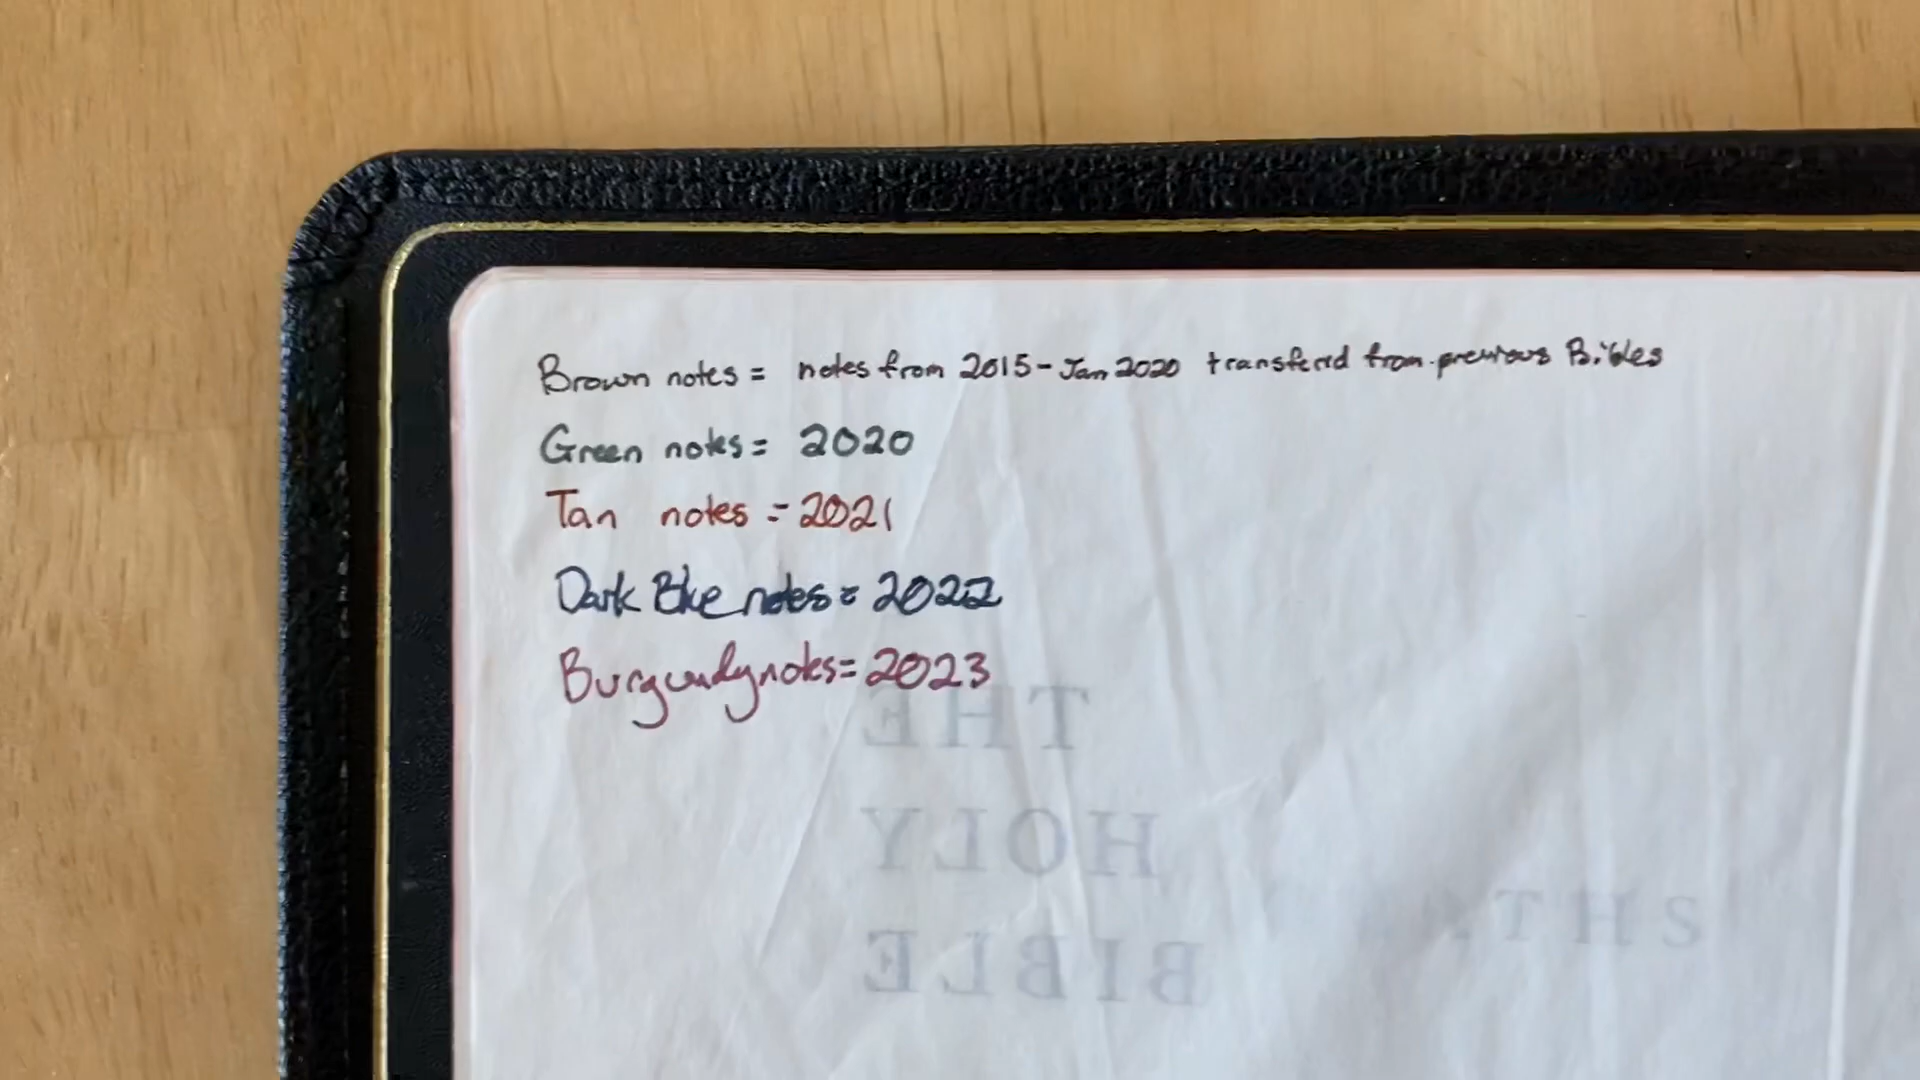 Brown notes = notes from 2015-Jan 2020 transferd from previous Bibles
Green notes = 2020
Tan notes = 2021
Dark Blue notes = 2022
Burgundy notes = 2023
THE
HOLY
BIBLE